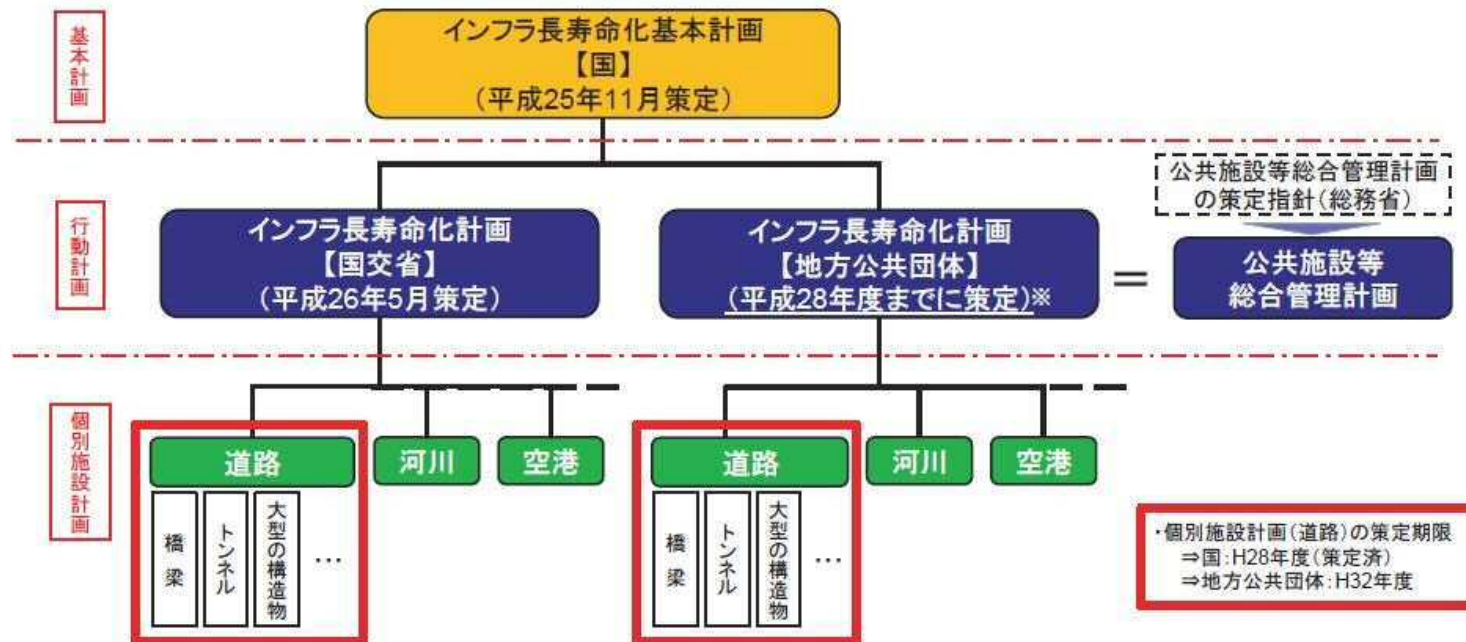 基本計画
インフラ長寿命化基本計画
【国】
(平成25年11月策定)
行動計画
インフラ長寿命化計画
【国交省】
(平成26年5月策定)
インフラ長寿命化計画
【地方公共団体】
(平成28年度までに策定)※
=
公共施設等総合管理計画
の策定指針(総務省)
公共施設等
総合管理計画
個別施設計画
道路
河川
空港
橋梁
トンネル
大型の構造物
…
道路
河川
空港
橋梁
トンネル
大型の構造物
…
・個別施設計画(道路)の策定期限
⇒国:H28年度(策定済)
⇒地方公共団体:H32年度